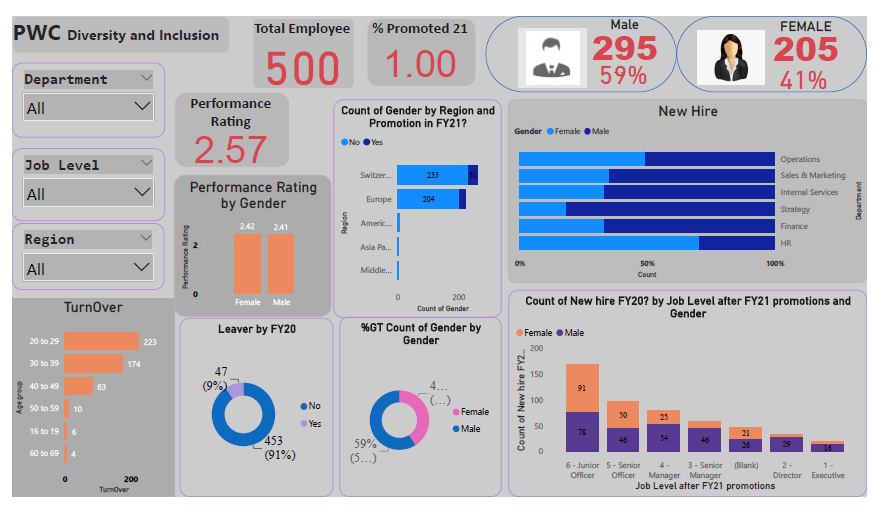 PWC Diversity and Inclusion
Total Employee
500
% Promoted 21
1.00
Male
295
59%
FEMALE
205
41%
Department
All
Job Level
All
Region
All
Performance
Rating
2.57
Performance Rating
by Gender
Performance Rating
2
0
2.42
2.41
Female
Male
Count of Gender by Region and
Promotion in FY21?
No
Yes
Region
Switzer...
Europe
Americ...
Asia Pa...
Middle...
233
31
204
0
200
Count of Gender
New Hire
Gender
Female
Male
Operations
Sales & Marketing
Internal Services
Strategy
Finance
HR
Department
0%
50%
100%
Count
TurnOver
Age group
20 to 29
223
30 to 39
174
40 to 49
83
50 to 59
10
16 to 19
6
60 to 69
4
0
200
TurnOver
Leaver by FY20
47
(9%)
453
(91%)
No
Yes
%GT Count of Gender by
Gender
4...
(...)
59%
(5...)
Female
Male
Count of New hire FY20? by Job Level after FY21 promotions and
Gender
Female
Male
Count of New hire FY2...
200
150
100
50
0
91
78
50
46
25
54
46
21
26
29
16
6 - Junior
Officer
5 - Senior
Officer
4 -
Manager
3 - Senior
Manager
(Blank)
2 -
Director
1 -
Executive
Job Level after FY21 promotions